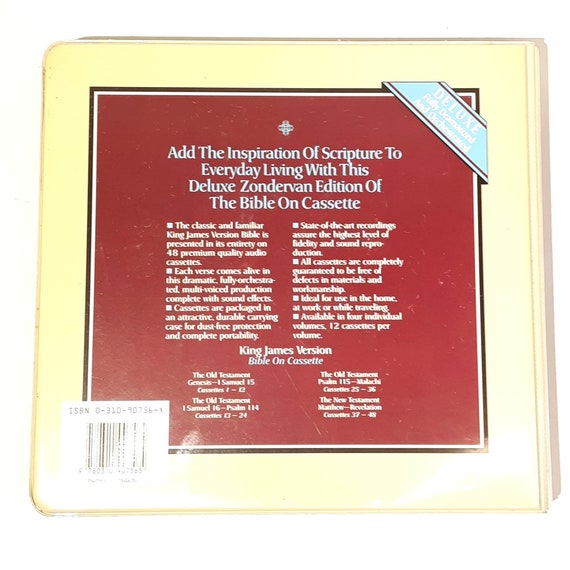 DELUXE
Fully Dramatized
And Orchestrated
Add The Inspiration Of Scripture To
Everyday Living With This
Deluxe Zondervan Edition Of
The Bible On Cassette
■ The classic and familiar
King James Version Bible is
presented in its entirety on
48 premium quality audio
cassettes.
■ Each verse comes alive in
this dramatic, fully-orchestra-
ted, multi-voiced production
complete with sound effects.
■ Cassettes are packaged in
an attractive, durable carrying
case for dust-free protection
and complete portability.
■ State-of-the-art recordings
assure the highest level of
fidelity and sound repro-
duction.
■ All cassettes are completely
guaranteed to be free of
defects in materials and
workmanship.
■ Ideal for use in the home,
at work or while traveling.
■ Available in four individual
volumes, 12 cassettes per
volume.
King James Version
Bible On Cassette
The Old Testament
Genesis—I Samuel 15
Cassettes 1 – 12
The Old Testament
I Samuel 16—Psalm 114
Cassettes 13 – 24
The Old Testament
Psalm 115—Malachi
Cassettes 25 – 36
The New Testament
Matthew—Revelation
Cassettes 37 – 48
ISBN 0-310-90756-X
9 780310 907565